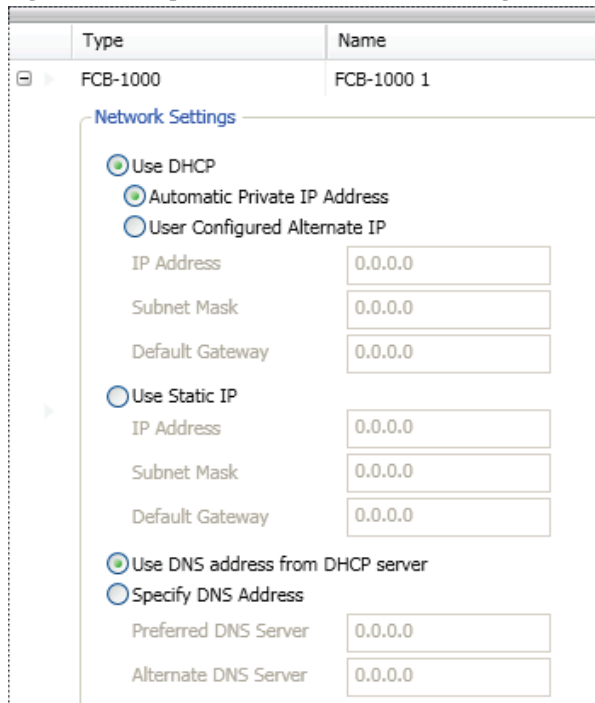 Type Name
FCB-1000 FCB-1000 1
Network Settings
Use DHCP
Automatic Private IP Address
User Configured Alternate IP
IP Address 0.0.0.0
Subnet Mask 0.0.0.0
Default Gateway 0.0.0.0
Use Static IP
IP Address 0.0.0.0
Subnet Mask 0.0.0.0
Default Gateway 0.0.0.0
Use DNS address from DHCP server
Specify DNS Address
Preferred DNS Server 0.0.0.0
Alternate DNS Server 0.0.0.0